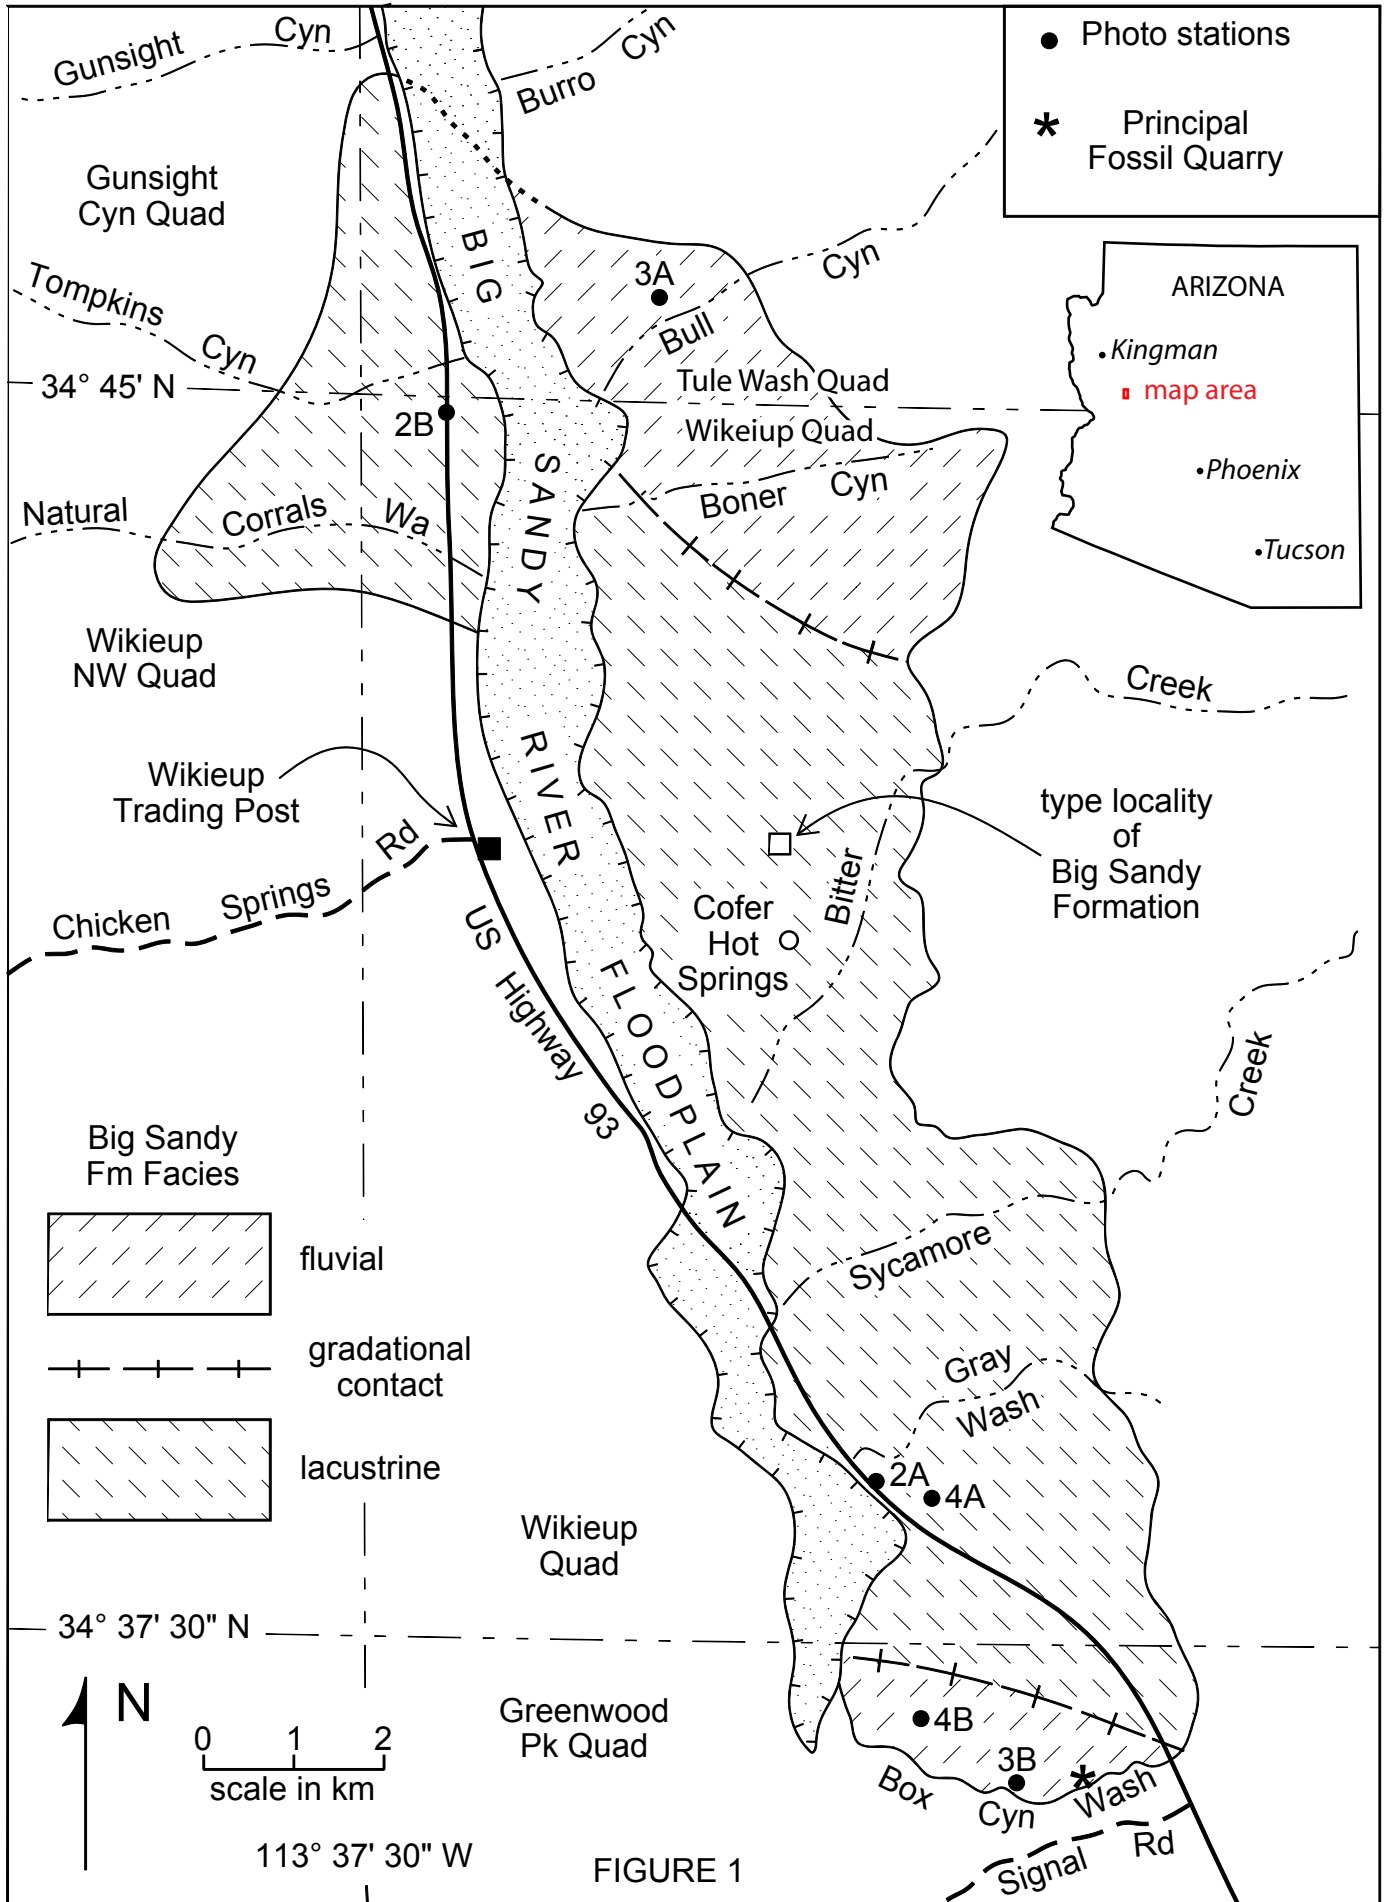 Gunsight Cyn
Burro Cyn
Photo stations
* Principal
Fossil Quarry
Gunsight
Cyn Quad
BIG
SANDY
RIVER
FLOODPLAIN
3A
Bull Cyn
ARIZONA
Kingman
map area
Phoenix
Tucson
Tompkins Cyn
34° 45' N
Tule Wash Quad
Wikeiup Quad
2B
Boner Cyn
Natural Corrals Wa
Wikieup
NW Quad
Wikieup
Trading Post
Chicken Springs Rd
US Highway 93
Bitter Creek
type locality
of
Big Sandy
Formation
Cofer
Hot
Springs
Sycamore Creek
Big Sandy
Fm Facies
fluvial
gradational
contact
lacustrine
Gray
Wash
2A
4A
Wikieup
Quad
34° 37' 30" N
N
0 1 2
scale in km
Greenwood
Pk Quad
4B
3B
*
Box Cyn Wash
Signal Rd
113° 37' 30" W
FIGURE 1